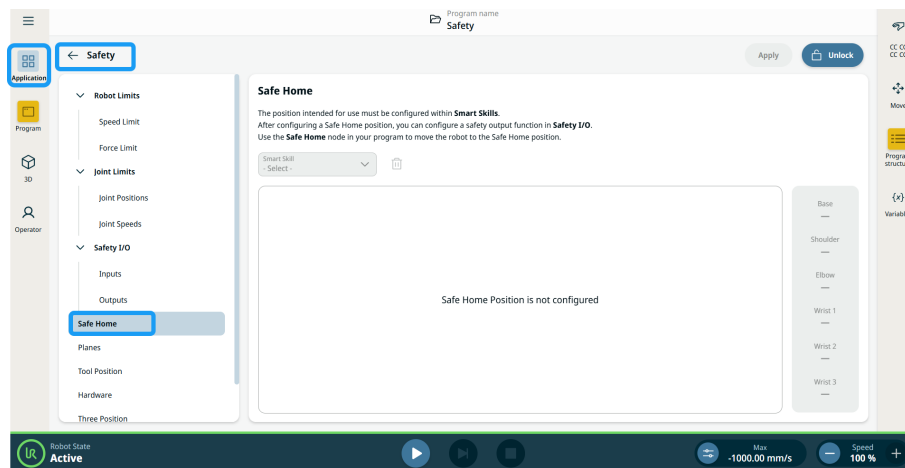 Program name
Safety
Application
Program
3D
Operator
Safety
Apply
Unlock
Robot Limits
Speed Limit
Force Limit
Joint Limits
Joint Positions
Joint Speeds
Safety I/O
Inputs
Outputs
Safe Home
Planes
Tool Position
Hardware
Three Position
Safe Home
The position intended for use must be configured within Smart Skills.
After configuring a Safe Home position, you can configure a safety output function in Safety I/O.
Use the Safe Home node in your program to move the robot to the Safe Home position.
Smart Skill
- Select -
Safe Home Position is not configured
Base
—
Shoulder
—
Elbow
—
Wrist 1
—
Wrist 2
—
Wrist 3
—
Move
{x}
UR
Robot State
Active
Max
-1000.00 mm/s
Speed
100 %